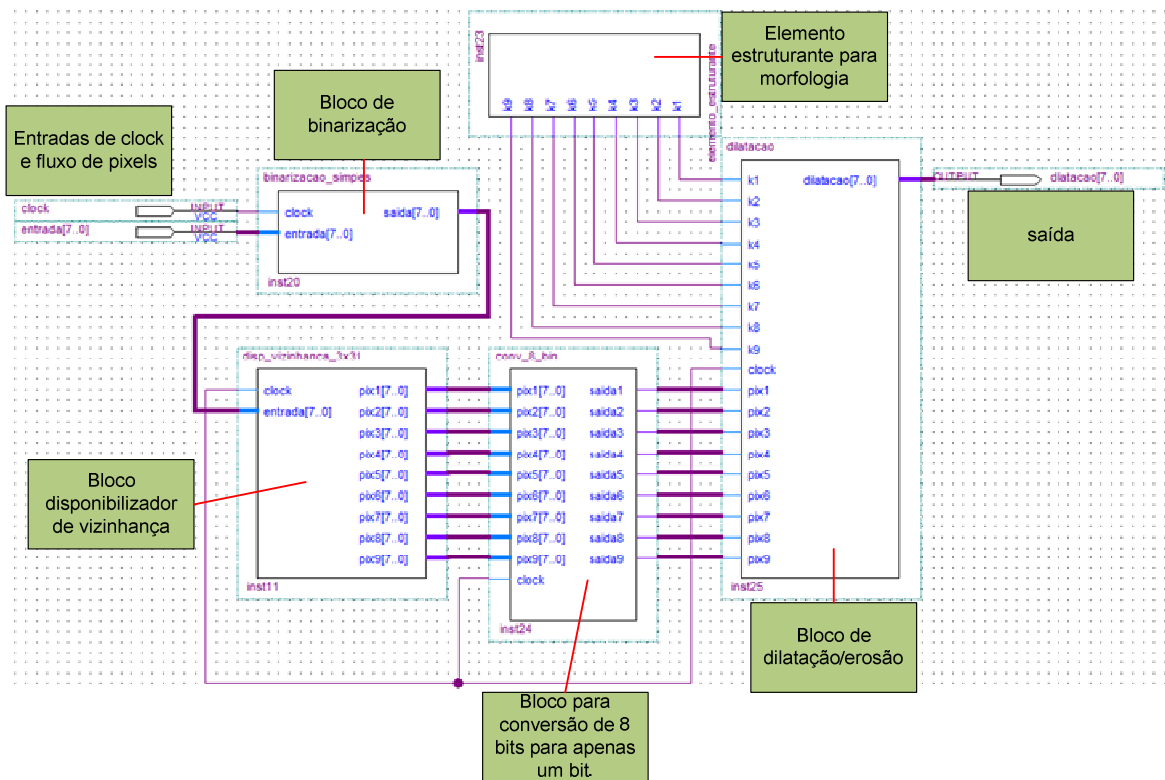 Elemento
estruturante para
morfologia
Bloco de
binarização
Entradas de clock
e fluxo de pixels
saída
Bloco
disponibilizador
de vizinhança
Bloco de
dilatação/erosão
Bloco para
conversão de 8
bits para apenas
um bit.
inst23
k9 k8 k7 k6 k5 k4 k3 k2 k1
elemento_estruturante
clock
INPUT
VCC
entrada[7..0]
INPUT
VCC
binarizacao_simpes
clock
entrada[7..0]
saida[7..0]
inst20
dilatacao
k1
k2
k3
k4
k5
k6
k7
k8
k9
clock
pix1
pix2
pix3
pix4
pix5
pix6
pix7
pix8
pix9
dilatacao[7..0]
inst25
OUTPUT
dilatacao[7..0]
disp_vizinhança_3x31
clock
entrada[7..0]
pix1[7..0]
pix2[7..0]
pix3[7..0]
pix4[7..0]
pix5[7..0]
pix6[7..0]
pix7[7..0]
pix8[7..0]
pix9[7..0]
inst11
conv_8_bin
pix1[7..0]
pix2[7..0]
pix3[7..0]
pix4[7..0]
pix5[7..0]
pix6[7..0]
pix7[7..0]
pix8[7..0]
pix9[7..0]
clock
saida1
saida2
saida3
saida4
saida5
saida6
saida7
saida8
saida9
inst24